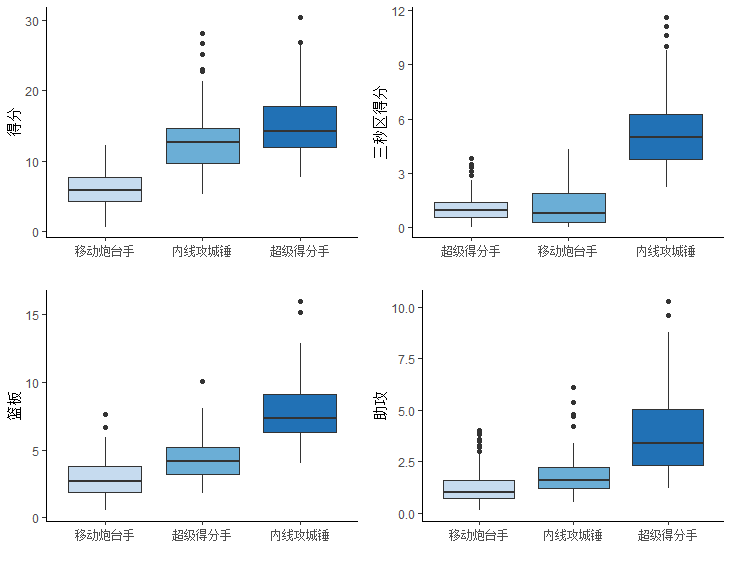 得分
30
20
10
0
移动炮台手 内线攻城锤 超级得分手
三秒区得分
12
9
6
3
0
超级得分手 移动炮台手 内线攻城锤
篮板
15
10
5
0
移动炮台手 超级得分手 内线攻城锤
助攻
10.0
7.5
5.0
2.5
0.0
移动炮台手 内线攻城锤 超级得分手